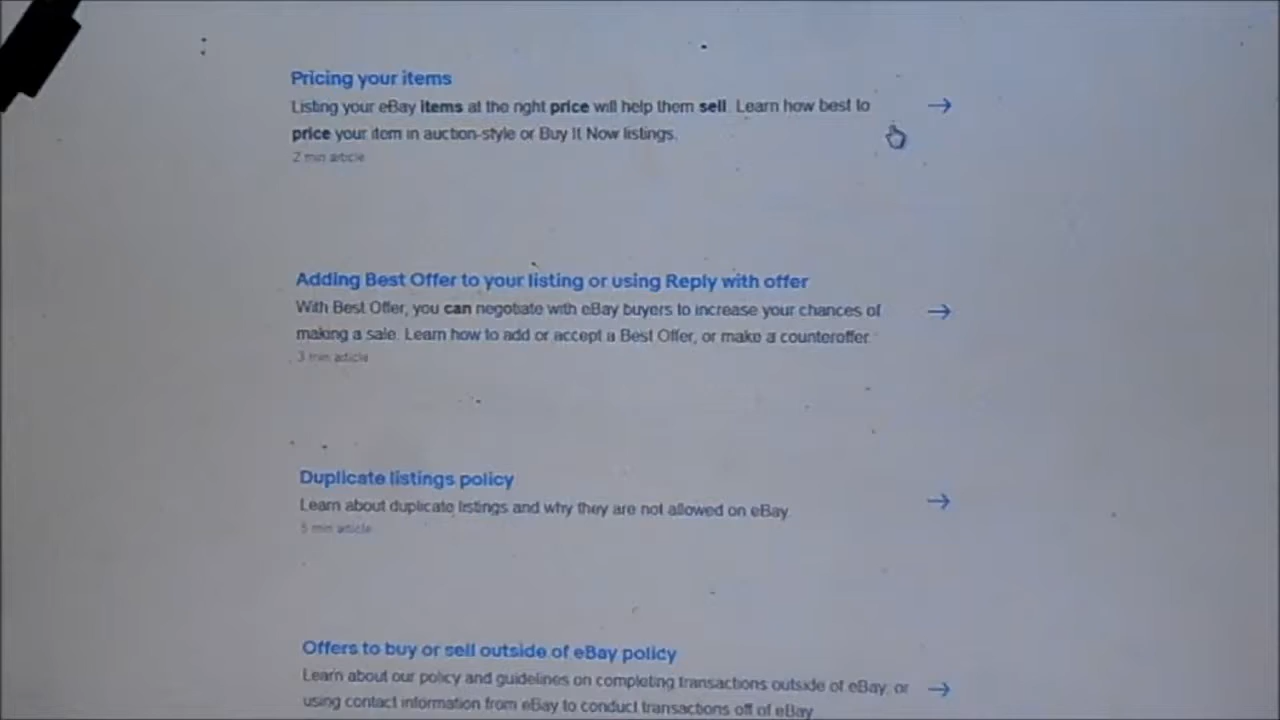 Pricing your items
Listing your eBay items at the right price will help them sell. Learn how best to
price your item in auction-style or Buy It Now listings.
2 min article
Adding Best Offer to your listing or using Reply with offer
With Best Offer, you can negotiate with eBay buyers to increase your chances of
making a sale. Learn how to add or accept a Best Offer, or make a counteroffer.
3 min article
Duplicate listings policy
Learn about duplicate listings and why they are not allowed on eBay.
5 min article
Offers to buy or sell outside of eBay policy
Learn about our policy and guidelines on completing transactions outside of eBay, or
using contact information from eBay to conduct transactions off of eBay